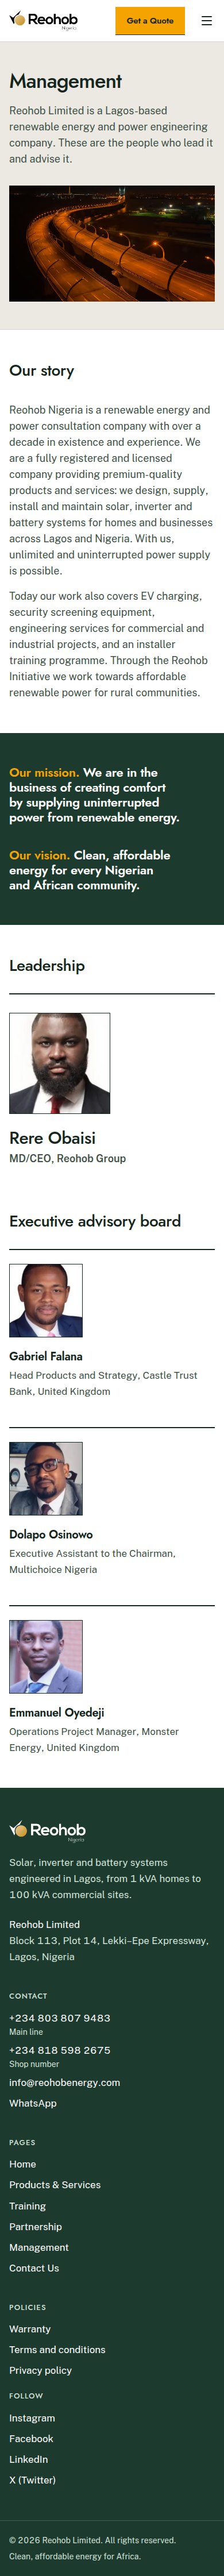 Reohob
Nigeria
Get a Quote
Management
Reohob Limited is a Lagos-based
renewable energy and power engineering
company. These are the people who lead it
and advise it.
Our story
Reohob Nigeria is a renewable energy and
power consultation company with over a
decade in existence and experience. We
are a fully registered and licensed
company providing premium-quality
products and services: we design, supply,
install and maintain solar, inverter and
battery systems for homes and businesses
across Lagos and Nigeria. With us,
unlimited and uninterrupted power supply
is possible.
Today our work also covers EV charging,
security screening equipment,
engineering services for commercial and
industrial projects, and an installer
training programme. Through the Reohob
Initiative we work towards affordable
renewable power for rural communities.
Our mission. We are in the
business of creating comfort
by supplying uninterrupted
power from renewable energy.
Our vision. Clean, affordable
energy for every Nigerian
and African community.
Leadership
Rere Obaisi
MD/CEO, Reohob Group
Executive advisory board
Gabriel Falana
Head Products and Strategy, Castle Trust
Bank, United Kingdom
Dolapo Osinowo
Executive Assistant to the Chairman,
Multichoice Nigeria
Emmanuel Oyedeji
Operations Project Manager, Monster
Energy, United Kingdom
Reohob
Nigeria
Solar, inverter and battery systems
engineered in Lagos, from 1 kVA homes to
100 kVA commercial sites.
Reohob Limited
Block 113, Plot 14, Lekki–Epe Expressway,
Lagos, Nigeria
CONTACT
+234 803 807 9483
Main line
+234 818 598 2675
Shop number
info@reohobenergy.com
WhatsApp
PAGES
Home
Products & Services
Training
Partnership
Management
Contact Us
POLICIES
Warranty
Terms and conditions
Privacy policy
FOLLOW
Instagram
Facebook
LinkedIn
X (Twitter)
© 2026 Reohob Limited. All rights reserved.
Clean, affordable energy for Africa.